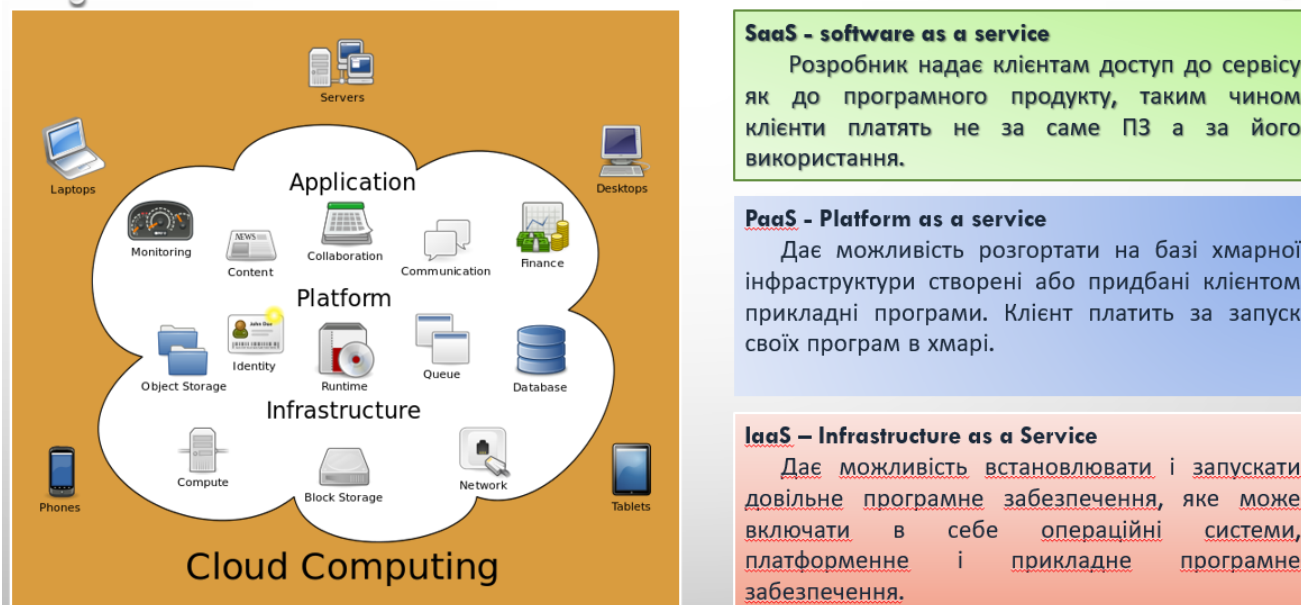 Servers
Laptops
Desktops
Application
Monitoring
NEWS
Content
Collaboration
Communication
Finance
Platform
John Doe
Object Storage
Identity
Runtime
Queue
Database
Infrastructure
Compute
Block Storage
Network
Phones
Tablets
Cloud Computing
SaaS - software as a service
Розробник надає клієнтам доступ до сервісу
як до програмного продукту, таким чином
клієнти платять не за саме ПЗ а за його
використання.
PaaS - Platform as a service
Дає можливість розгортати на базі хмарної
інфраструктури створені або придбані клієнтом
прикладні програми. Клієнт платить за запуск
своїх програм в хмарі.
IaaS – Infrastructure as a Service
Дає можливість встановлювати і запускати
довільне програмне забезпечення, яке може
включати в себе операційні системи,
платформенне і прикладне програмне
забезпечення.